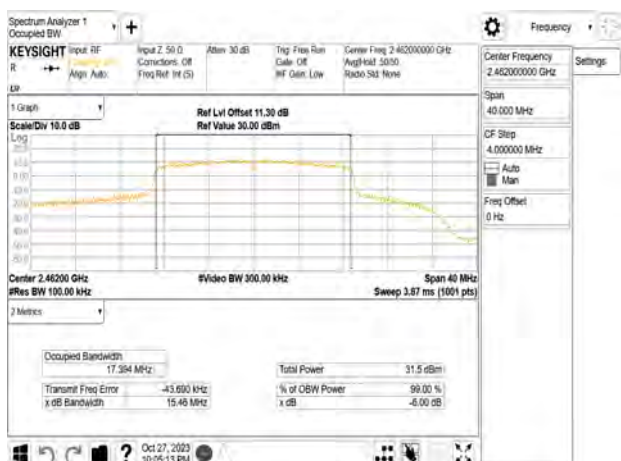 Spectrum Analyzer 1
Occupied BW
+
Frequency
KEYSIGHT
Input: RF
Input Z: 50 Ω
Atten: 30 dB
Trig: Free Run
Center Freq: 2.462000000 GHz
R
Corrections: Off
Gate: Off
Avg|Hold: 50/50
Align: Auto
Freq Ref: Int (S)
#IF Gain: Low
Radio Std: None
Center Frequency
2.462000000 GHz
Settings
Span
40.000 MHz
CF Step
4.000000 MHz
Auto
Man
Freq Offset
0 Hz
1 Graph
Ref Lvl Offset 11.30 dB
Scale/Div 10.0 dB
Ref Value 30.00 dBm
Log
Center 2.46200 GHz
#Video BW 300.00 kHz
Span 40 MHz
#Res BW 100.00 kHz
Sweep 3.87 ms (1001 pts)
2 Metrics
Occupied Bandwidth
17.394 MHz
Total Power
31.5 dBm
Transmit Freq Error
-43.690 kHz
% of OBW Power
99.00 %
x dB Bandwidth
15.46 MHz
x dB
-6.00 dB
?
Oct 27, 2023
10:05:13 PM